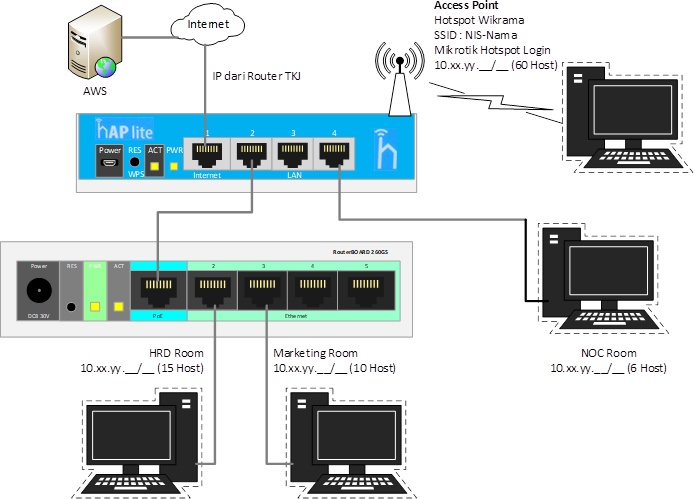 Internet
AWS
IP dari Router TKJ
Access Point
Hotspot Wikrama
SSID : NIS-Nama
Mikrotik Hotspot Login
10.xx.yy.__/__ (60 Host)
hAP lite
1 2 3 4
Power RES ACT PWR
WPS Internet LAN
RouterBOARD 260GS
Power RES PWR ACT 2 3 4 5
DC8 30V PoE Ethernet
HRD Room
10.xx.yy.__/__ (15 Host)
Marketing Room
10.xx.yy.__/__ (10 Host)
NOC Room
10.xx.yy.__/__ (6 Host)